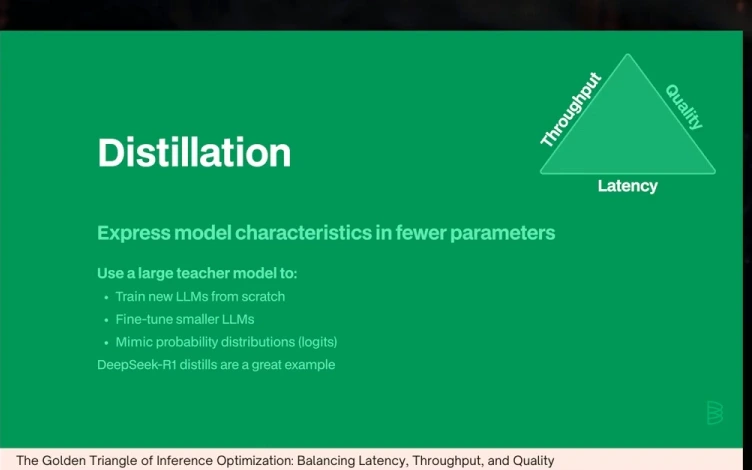 Throughput
Quality
Latency
Distillation
Express model characteristics in fewer parameters
Use a large teacher model to:
• Train new LLMs from scratch
• Fine-tune smaller LLMs
• Mimic probability distributions (logits)
DeepSeek-R1 distills are a great example
The Golden Triangle of Inference Optimization: Balancing Latency, Throughput, and Quality